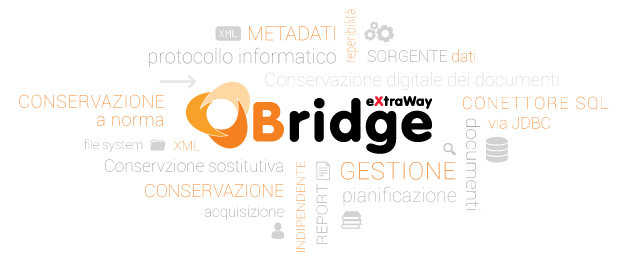 XML METADATI
reperibilità
protocollo informatico
SORGENTE dati
Conservazione digitale dei documenti
CONSERVAZIONE
a norma
eXtraWay
Bridge
CONETTORE SQL
via JDBC
file system
XML
documenti
Conservzione sostitutiva
INDIPENDENTE
REPORT
GESTIONE
CONSERVAZIONE
pianificazione
acquisizione